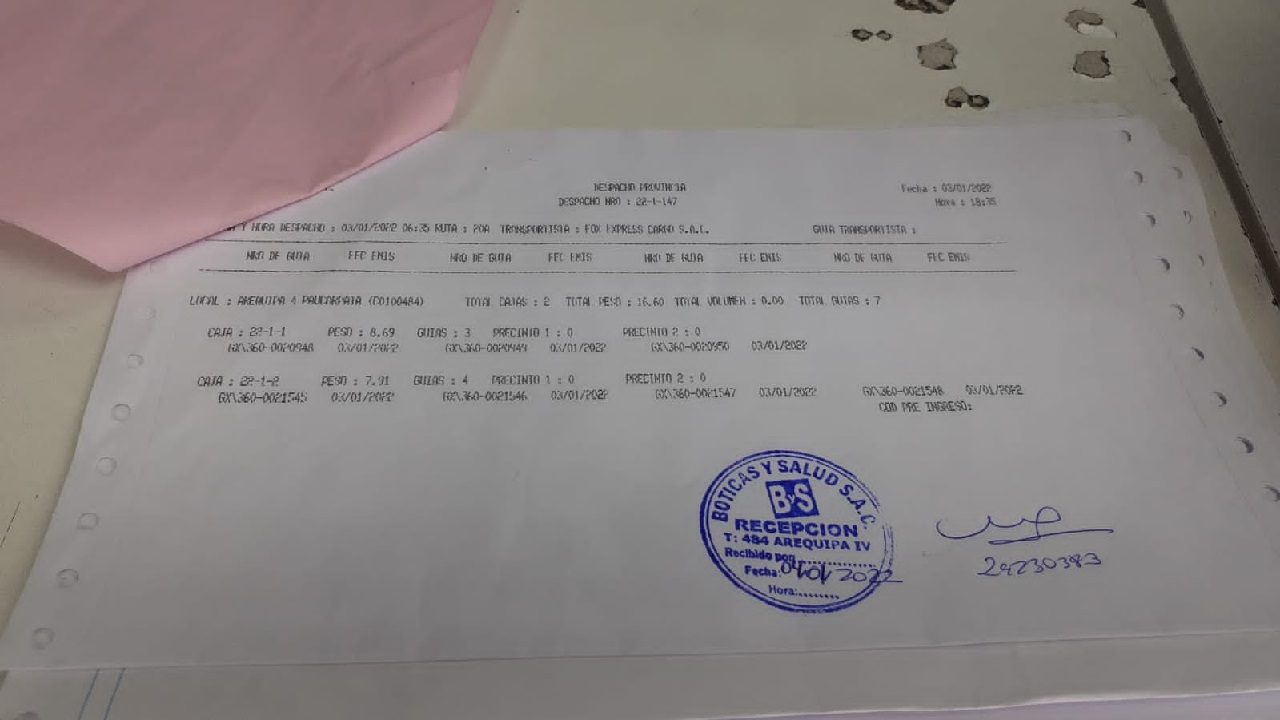 DESPACHO PROVINCIA
DESPACHO NRO : 22-1-147
Fecha : 03/01/2022
Hora : 18:35
Y HORA DESPACHO : 03/01/2022 06:35 RUTA : 20A TRANSPORTISTA : FOX EXPRESS CARGO S.A.C. GUIA TRANSPORTISTA :
NRO DE GUIA FEC EMIS NRO DE GUIA FEC EMIS NRO DE GUIA FEC EMIS NRO DE GUIA FEC EMIS
LOCAL : AREQUIPA 4 PAUCARPATA (C0100484) TOTAL CAJAS : 2 TOTAL PESO : 16.60 TOTAL VOLUMEN : 0.00 TOTAL GUIAS : 7
CAJA : 22-1-1 PESO : 8.69 GUIAS : 3 PRECINTO 1 : 0 PRECINTO 2 : 0
GX\360-0020948 03/01/2022 GX\360-0020949 03/01/2022 GX\360-0020950 03/01/2022
CAJA : 22-1-2 PESO : 7.91 GUIAS : 4 PRECINTO 1 : 0 PRECINTO 2 : 0
GX\360-0021545 03/01/2022 GX\360-0021546 03/01/2022 GX\360-0021547 03/01/2022 GX\360-0021548 03/01/2022
COD PRE INGRESO:
BOTICAS Y SALUD S.A.C.
ByS
RECEPCION
T: 484 AREQUIPA IV
Recibido por
Fecha: 04/01/2022
Hora:.........
29230393